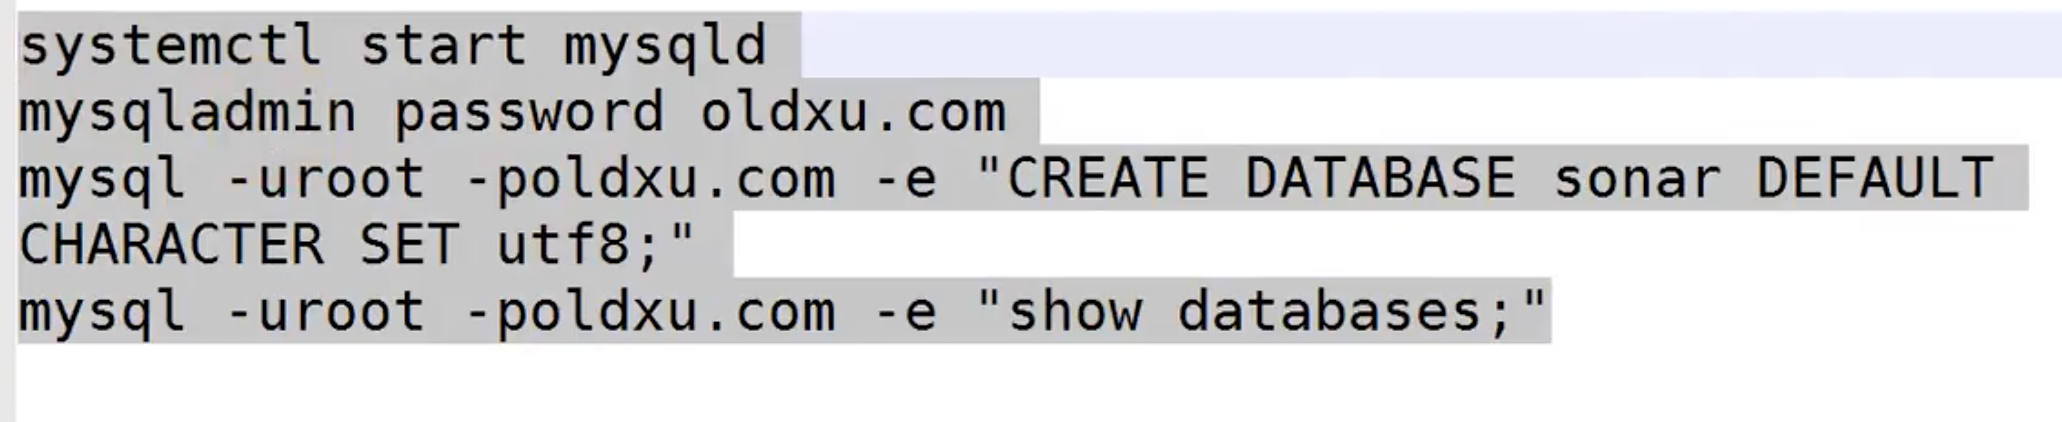 systemctl start mysqld
mysqladmin password oldxu.com
mysql -uroot -poldxu.com -e "CREATE DATABASE sonar DEFAULT
CHARACTER SET utf8;"
mysql -uroot -poldxu.com -e "show databases;"